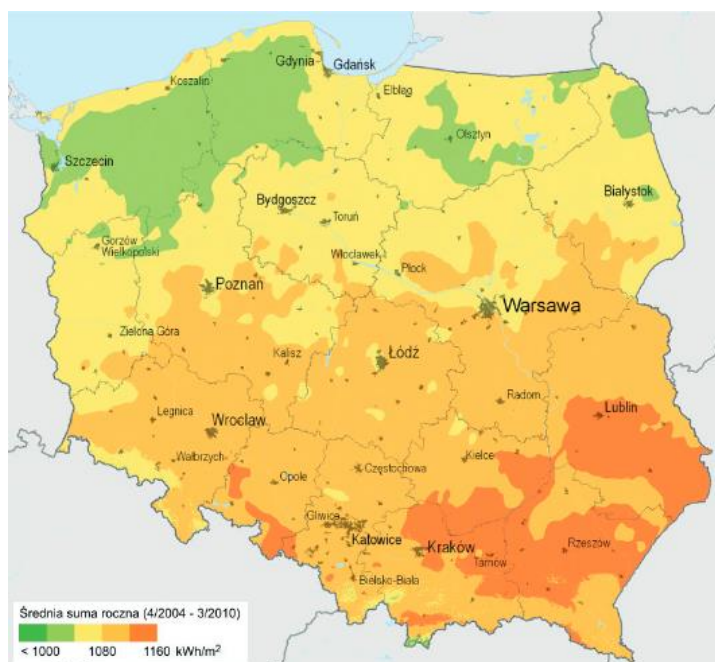 Gdynia
Gdańsk
Koszalin
Elbląg
Olsztyn
Szczecin
Białystok
Bydgoszcz
Toruń
Gorzów
Wielkopolski
Włocławek
Płock
Poznań
Warsawa
Zielona Góra
Kalisz
Łódź
Radom
Lublin
Legnica
Wrocław
Wałbrzych
Kielce
Opole
Częstochowa
Gliwice
Katowice
Kraków
Tarnów
Rzeszów
Bielsko-Biała
Średnia suma roczna (4/2004 - 3/2010)
< 1000 1080 1160 kWh/m²